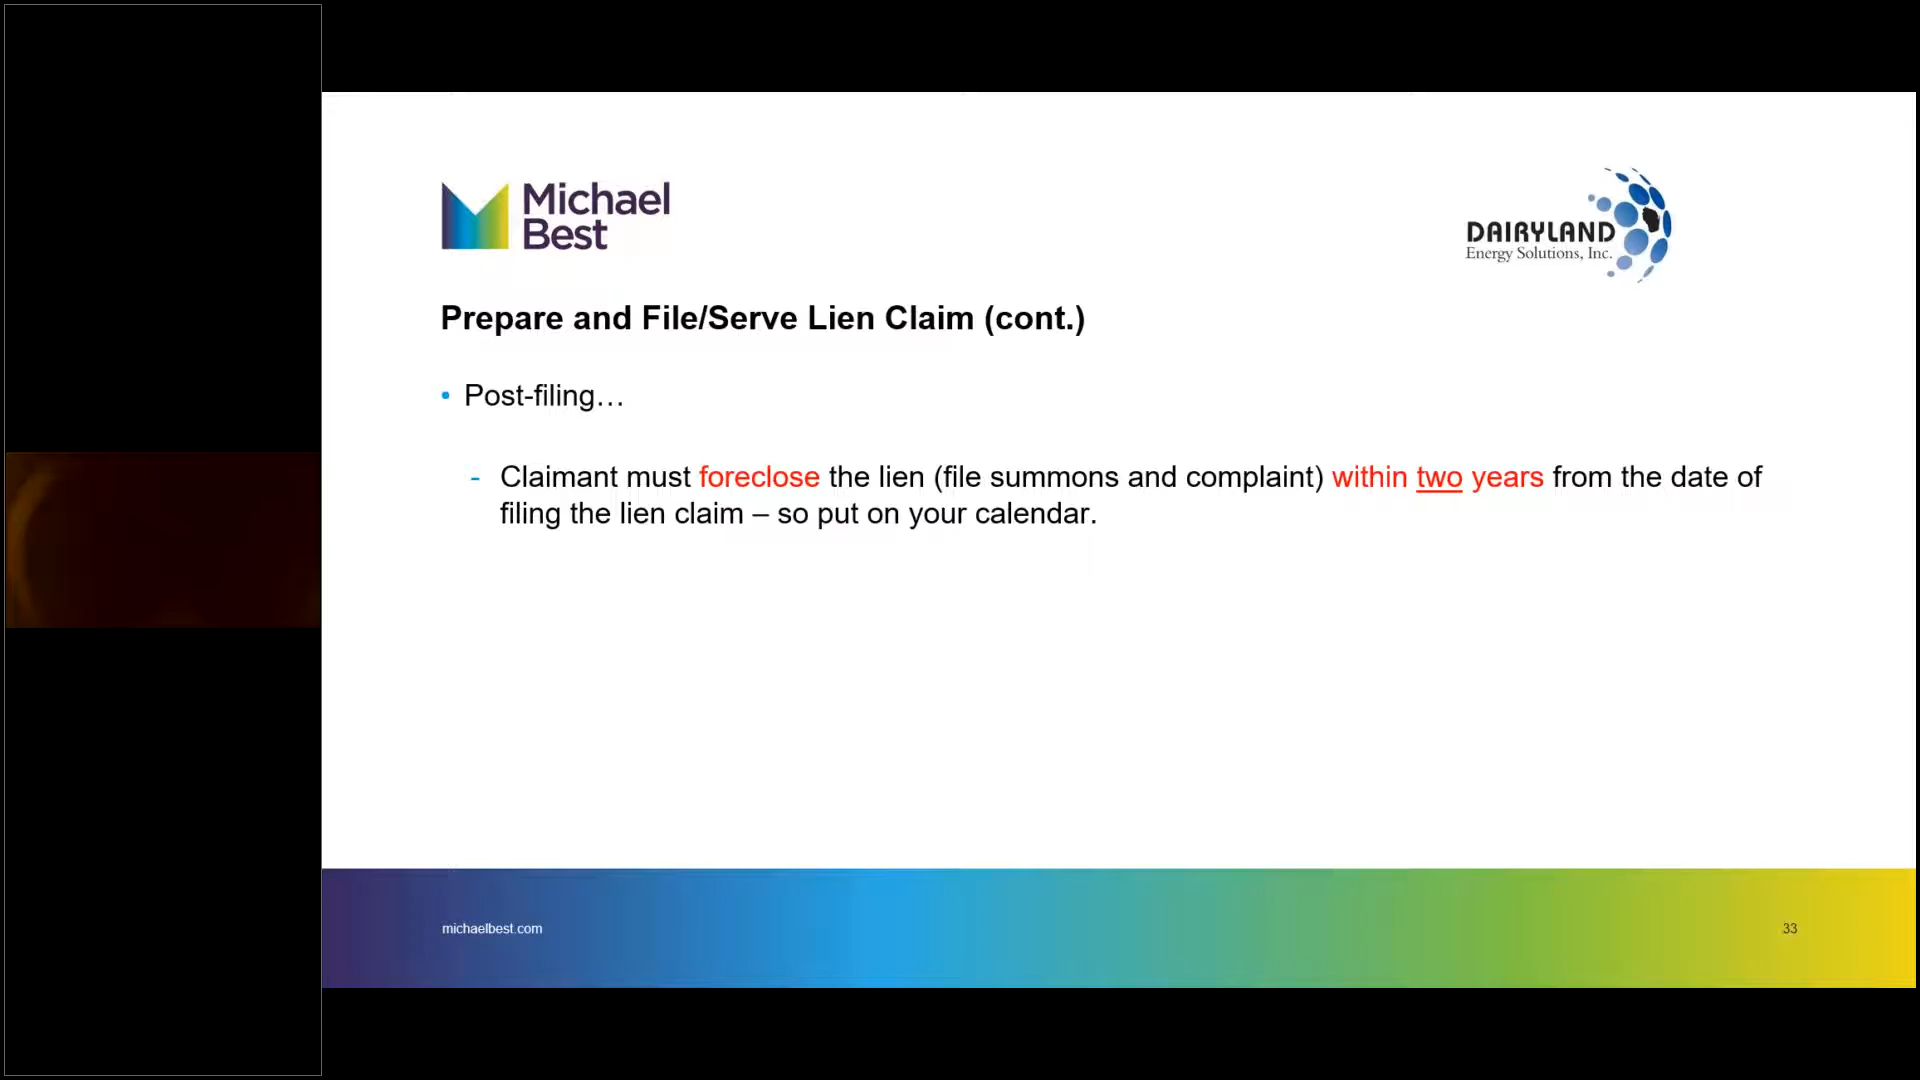 Michael
Best
DAIRYLAND
Energy Solutions, Inc.
Prepare and File/Serve Lien Claim (cont.)
• Post-filing…
- Claimant must foreclose the lien (file summons and complaint) within two years from the date of
filing the lien claim – so put on your calendar.
michaelbest.com
33